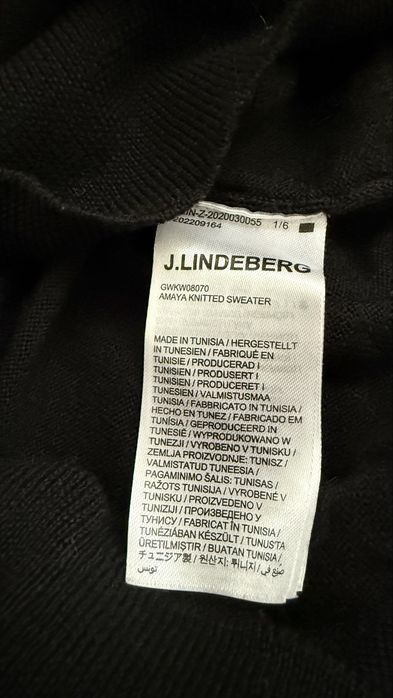 IN-Z-2020030055 1/6
202209164
J.LINDEBERG
GWKW08070
AMAYA KNITTED SWEATER
MADE IN TUNISIA / HERGESTELLT
IN TUNESIEN / FABRIQUÉ EN
TUNISIE / PRODUCERAD I
TUNISIEN / PRODUSERT I
TUNISIEN / PRODUCERET I
TUNESIEN / VALMISTUSMAA
TUNISIA / FABBRICATO IN TUNISIA /
HECHO EN TUNEZ / FABRICADO EM
TUNÍSIA / GEPRODUCEERD IN
TUNESIË / WYPRODUKOWANO W
TUNEZJI / VYROBENO V TUNISKU /
ZEMLJA PROIZVODNJE: TUNISZ /
VALMISTATUD TUNEESIA /
PAGAMINIMO ŠALIS: TUNISAS /
RAŽOTS TUNISIJA / VYROBENÉ V
TUNISKU / PROIZVEDENO V
TUNIZIJI / ПРОИЗВЕДЕНО У
ТУНИСУ / FABRICAT ÎN TUNISIA /
TUNÉZIÁBAN KÉSZÜLT / TUNUS'TA
ÜRETILMIŞTIR / BUATAN TUNISIA /
チュニジア製 / 원산지: 튀니지 / صنع في
تونس